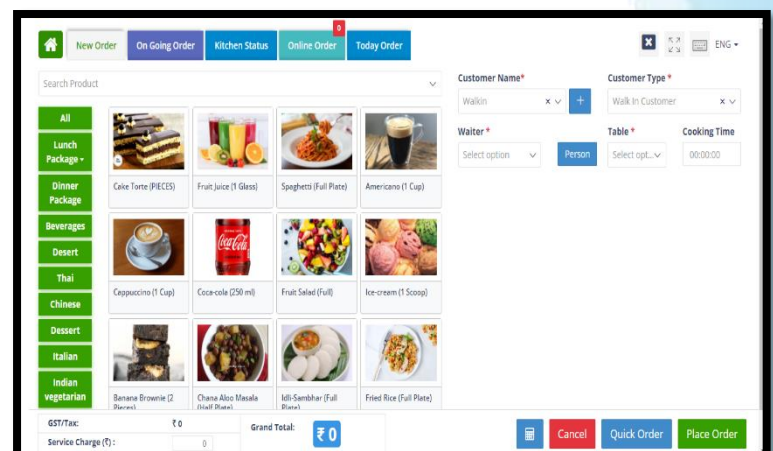 0
New Order On Going Order Kitchen Status Online Order Today Order ENG
Search Product
All
Lunch
Package
Dinner
Package
Beverages
Desert
Thai
Chinese
Dessert
Italian
Indian
vegetarian
Cake Torte (PIECES) Fruit Juice (1 Glass) Spaghetti (Full Plate) Americano (1 Cup)
Coca-Cola
Cappuccino (1 Cup) Coca-cola (250 ml) Fruit Salad (Full) Ice-cream (1 Scoop)
Banana Brownie (2 Pieces)
Chana Aloo Masala (Half Plate)
Idli-Sambhar (Full Plate)
Fried Rice (Full Plate)
Customer Name* Customer Type *
Walkin x + Walk In Customer x
Waiter * Table * Cooking Time
Select option Person Select opt... 00:00:00
GST/Tax: ₹ 0
Service Charge (₹) : 0
Grand Total: ₹ 0
Cancel Quick Order Place Order